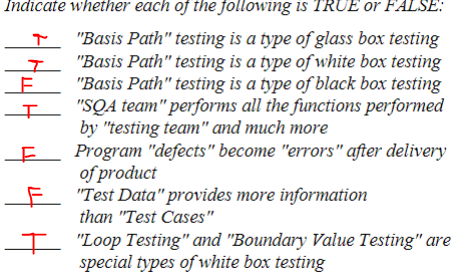 Indicate whether each of the following is TRUE or FALSE:
T "Basis Path" testing is a type of glass box testing
T "Basis Path" testing is a type of white box testing
F "Basis Path" testing is a type of black box testing
T "SQA team" performs all the functions performed
by "testing team" and much more
F Program "defects" become "errors" after delivery
of product
F "Test Data" provides more information
than "Test Cases"
T "Loop Testing" and "Boundary Value Testing" are
special types of white box testing